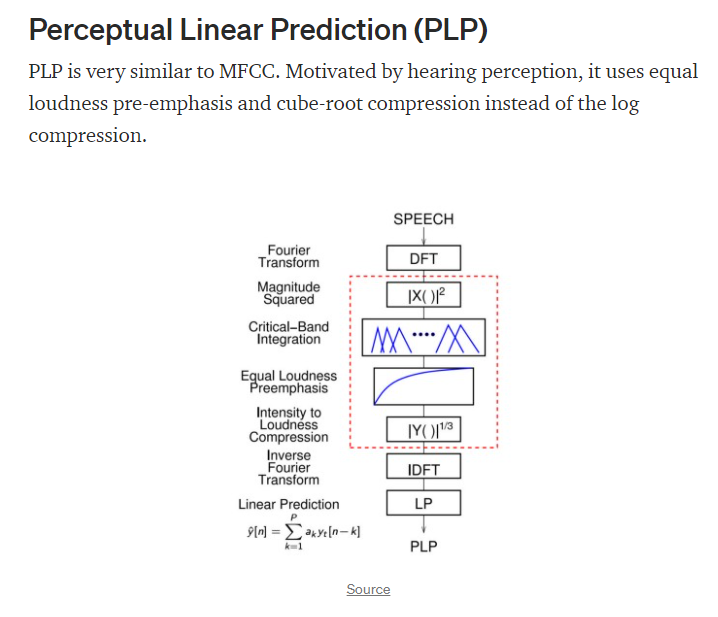 Perceptual Linear Prediction (PLP)
PLP is very similar to MFCC. Motivated by hearing perception, it uses equal
loudness pre-emphasis and cube-root compression instead of the log
compression.
SPEECH
Fourier
Transform
DFT
Magnitude
Squared
|X( )|²
Critical–Band
Integration
Equal Loudness
Preemphasis
Intensity to
Loudness
Compression
|Y( )|^1/3
Inverse
Fourier
Transform
IDFT
Linear Prediction
LP
ŷ[n] = ∑_{k=1}^{P} aₖyₜ[n−k]
PLP
Source